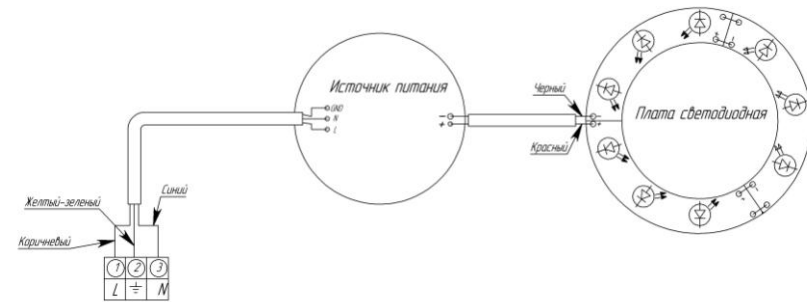 Источник питания
GND
N
L
−
+
Черный
Красный
−
+
Плата светодиодная
+ −
+ −
Желтый-зеленый
Синий
Коричневый
1 2 3
L ⏚ N